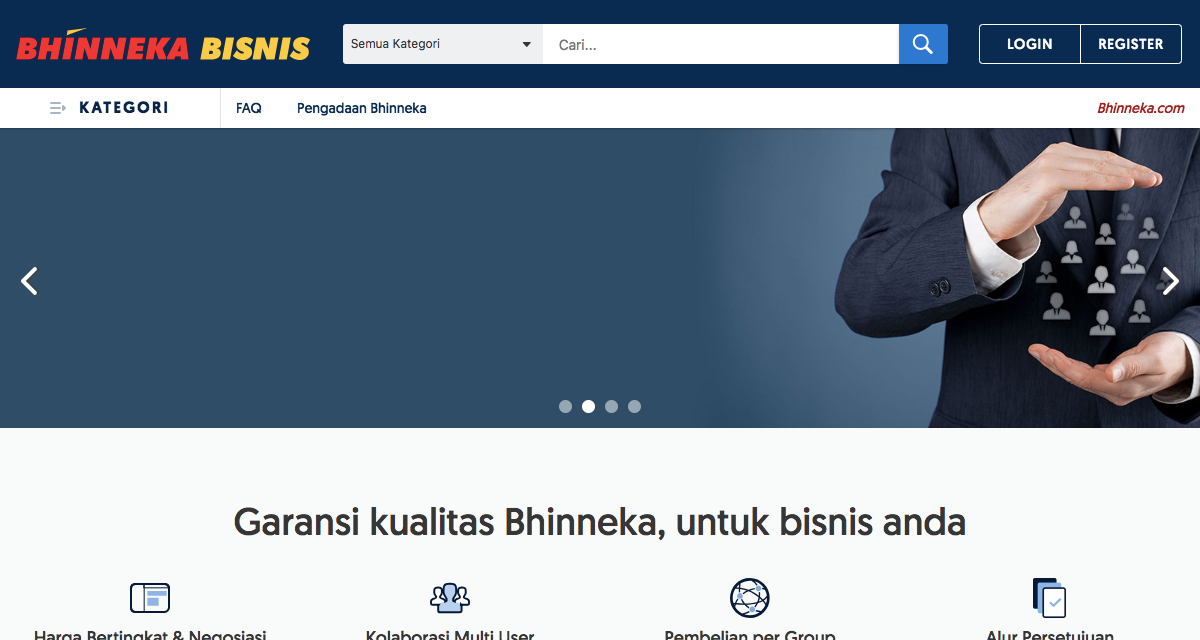 BHINNEKA BISNIS
Semua Kategori
Cari...
LOGIN
REGISTER
KATEGORI
FAQ
Pengadaan Bhinneka
Bhinneka.com
Garansi kualitas Bhinneka, untuk bisnis anda
Harga Bertingkat & Negosiasi
Kolaborasi Multi User
Pembelian per Group
Alur Persetujuan